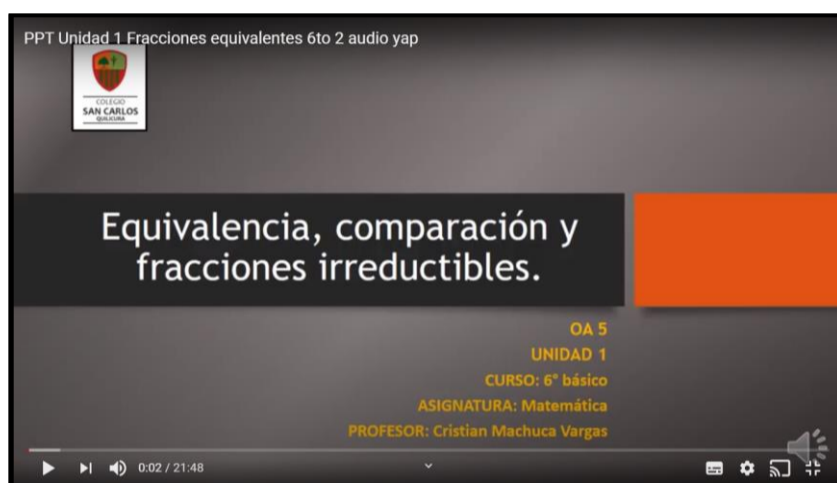 PPT Unidad 1 Fracciones equivalentes 6to 2 audio yap
COLEGIO
SAN CARLOS
QUILICURA
Equivalencia, comparación y
fracciones irreductibles.
OA 5
UNIDAD 1
CURSO: 6° básico
ASIGNATURA: Matemática
PROFESOR: Cristian Machuca Vargas
0:02 / 21:48